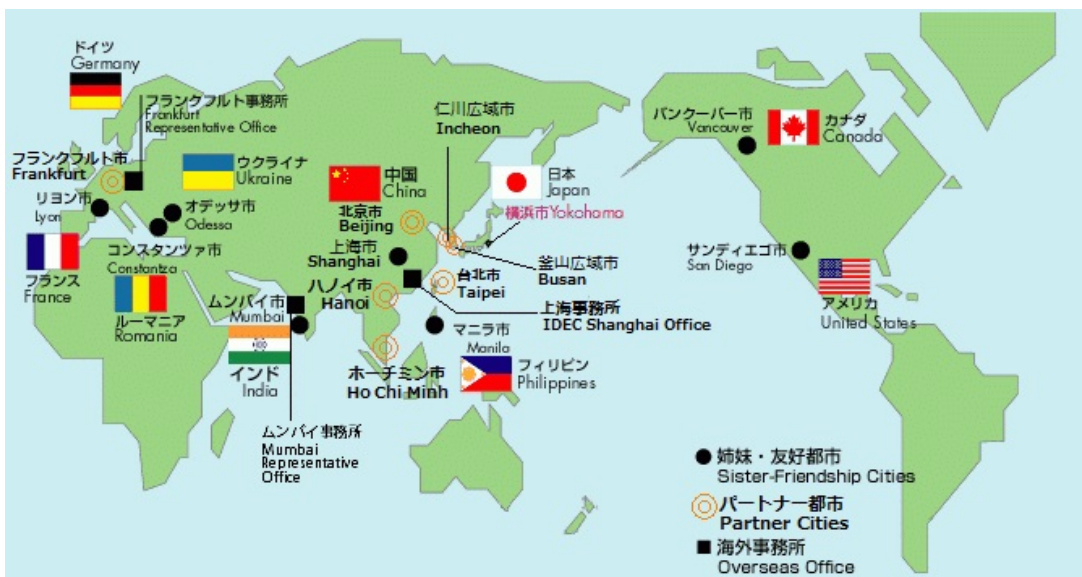 ドイツ
Germany
フランクフルト事務所
Frankfurt
Representative Office
フランクフルト市
Frankfurt
ウクライナ
Ukraine
リヨン市
Lyon
オデッサ市
Odessa
コンスタンツァ市
Constantza
フランス
France
ルーマニア
Romania
仁川広域市
Incheon
中国
China
日本
Japan
横浜市Yokohama
北京市
Beijing
上海市
Shanghai
釜山広域市
Busan
台北市
Taipei
ハノイ市
Hanoi
上海事務所
IDEC Shanghai Office
ムンバイ市
Mumbai
インド
India
マニラ市
Manila
フィリピン
Philippines
ホーチミン市
Ho Chi Minh
ムンバイ事務所
Mumbai
Representative
Office
バンクーバー市
Vancouver
カナダ
Canada
サンディエゴ市
San Diego
アメリカ
United States
姉妹・友好都市
Sister-Friendship Cities
パートナー都市
Partner Cities
海外事務所
Overseas Office